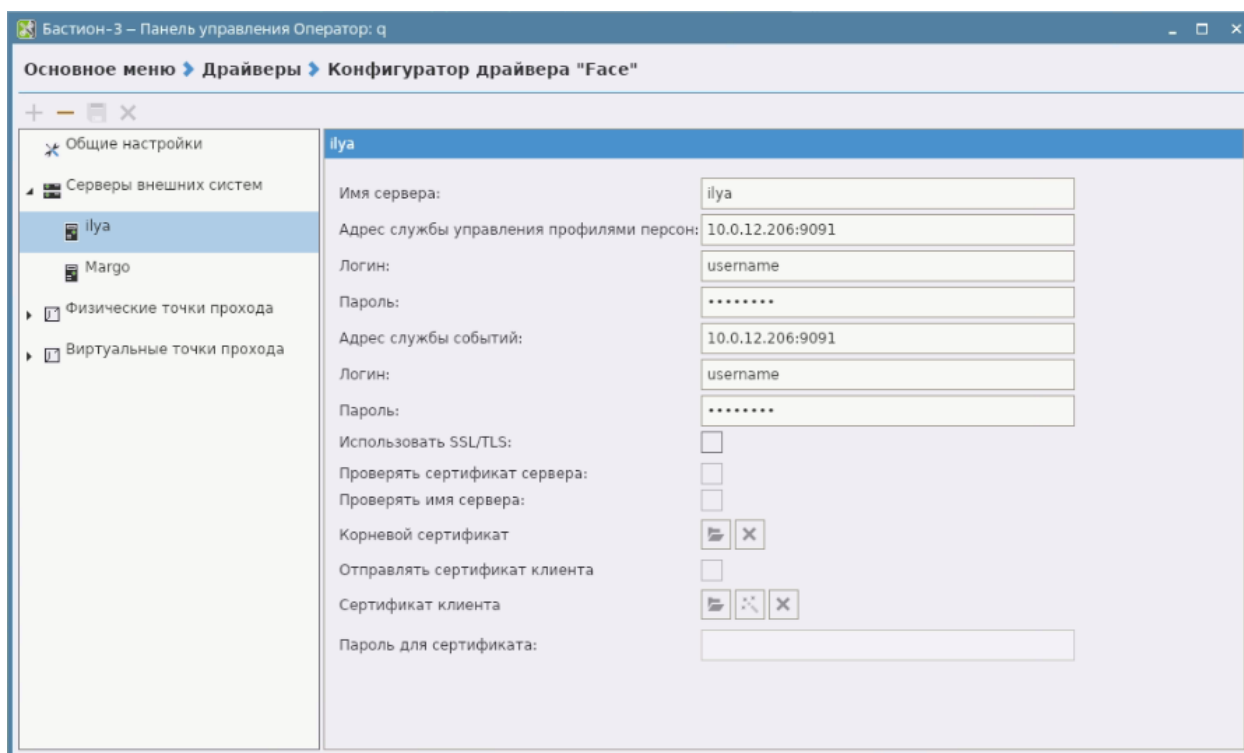 Бастион-3 – Панель управления Оператор: q
Основное меню Драйверы Конфигуратор драйвера "Face"
Общие настройки
Серверы внешних систем
ilya
Margo
Физические точки прохода
Виртуальные точки прохода
ilya
Имя сервера: ilya
Адрес службы управления профилями персон: 10.0.12.206:9091
Логин: username
Пароль: ••••••••
Адрес службы событий: 10.0.12.206:9091
Логин: username
Пароль: ••••••••
Использовать SSL/TLS:
Проверять сертификат сервера:
Проверять имя сервера:
Корневой сертификат
Отправлять сертификат клиента
Сертификат клиента
Пароль для сертификата: